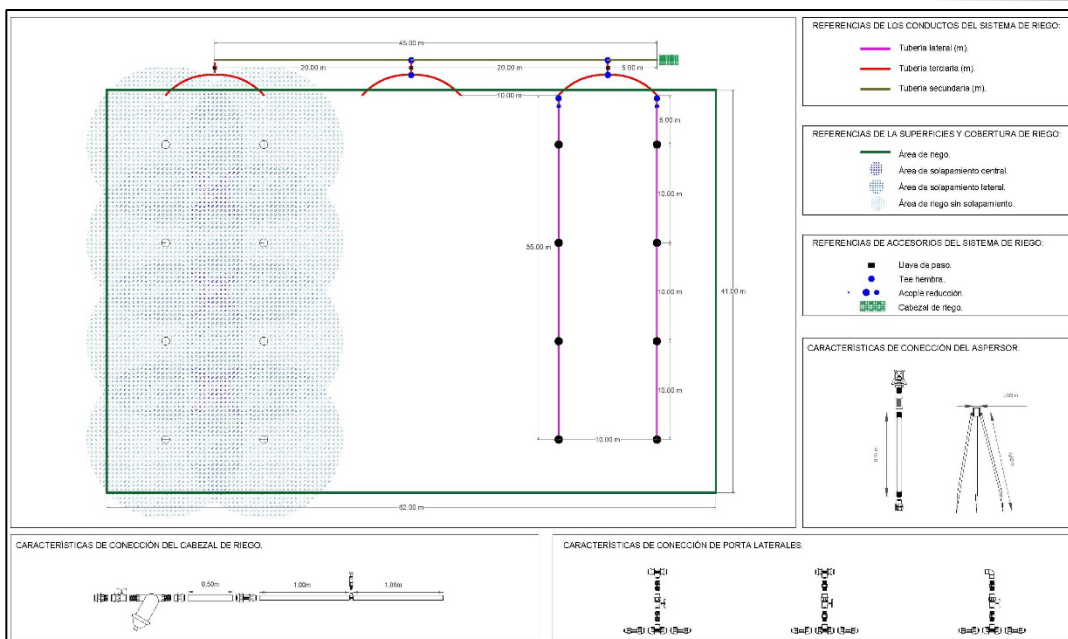 REFERENCIAS DE LOS CONDUCTOS DEL SISTEMA DE RIEGO:
Tubería lateral (m).
Tubería terciaria (m).
Tubería secundaria (m).
REFERENCIAS DE LA SUPERFICIES Y COBERTURA DE RIEGO:
Área de riego.
Área de solapamiento central.
Área de solapamiento lateral.
Área de riego sin solapamiento.
REFERENCIAS DE ACCESORIOS DEL SISTEMA DE RIEGO:
Llave de paso.
Tee hembra.
Acople reducción.
Cabezal de riego.
CARACTERÍSTICAS DE CONECCIÓN DEL ASPERSOR.
45.00 m
20.00 m
20.00 m
5.00 m
10.00 m
5.00 m
10.00 m
35.00 m
10.00 m
41.00 m
10.00 m
10.00 m
62.00 m
CARACTERÍSTICAS DE CONECCIÓN DEL CABEZAL DE RIEGO.
0.50m
1.00m
1.00m
CARACTERÍSTICAS DE CONECCIÓN DE PORTA LATERALES.